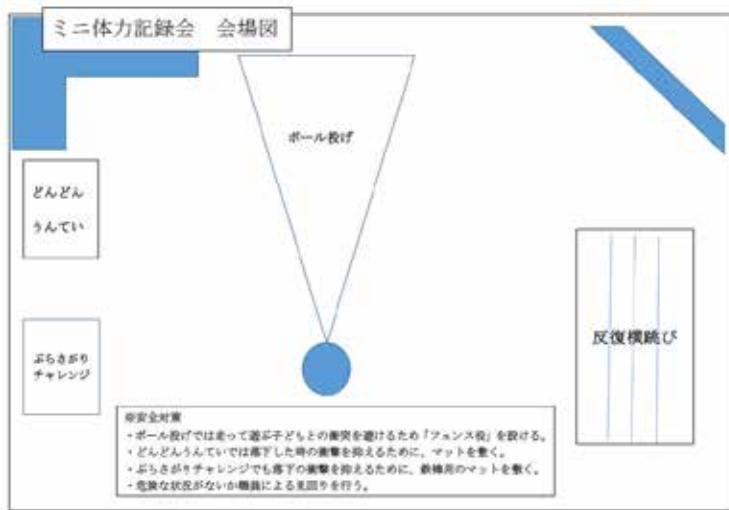 ミニ体力記録会　会場図
ボール投げ
どんどん
うんてい
ぶらさがり
チャレンジ
反復横跳び
※安全対策
・ボール投げでは走って遊ぶ子どもとの衝突を避けるため「フェンス役」を設ける。
・どんどんうんていでは落下した時の衝撃を抑えるために、マットを敷く。
・ぶらさがりチャレンジでも落下の衝撃を抑えるために、鉄棒用のマットを敷く。
・危険な状況がないか職員による見回りを行う。